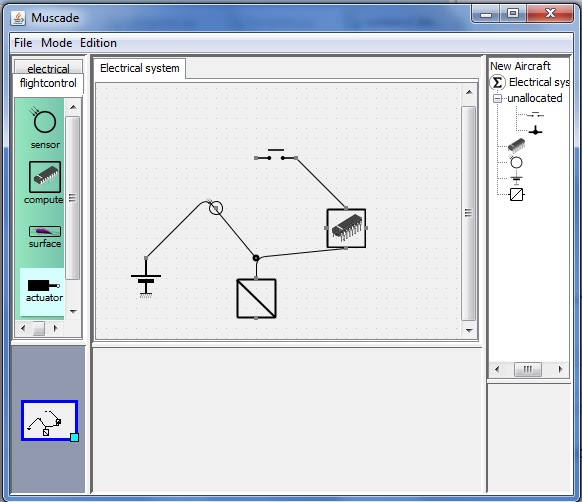 Muscade
File Mode Edition
electrical
flightcontrol
sensor
compute
surface
actuator
Electrical system
New Aircraft
Σ Electrical sys
unallocated